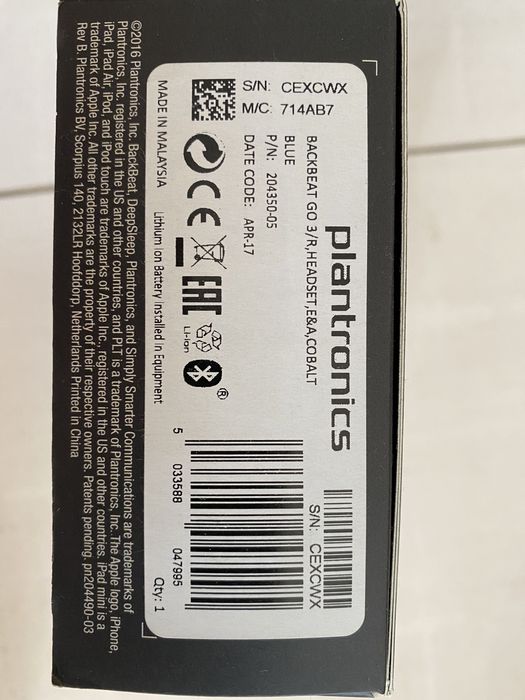 plantronics
S/N: CEXCWX
BACKBEAT GO 3/R,HEADSET,E&A,COBALT
BLUE
P/N: 204350-05
DATE CODE: APR-17
S/N: CEXCWX
M/C: 714AB7
CE
EAC
Li-ion
®
5 033588 047995
MADE IN MALAYSIA
Lithium Ion Battery Installed In Equipment
Qty: 1
©2016 Plantronics, Inc. BackBeat, DeepSleep, Plantronics and Simply Smarter Communications are trademarks of
Plantronics, Inc. registered in the US and other countries, and PLT is a trademark of Plantronics, Inc. The Apple logo, iPhone,
iPad, iPad Air, iPod, and iPod touch are trademarks of Apple Inc., registered in the US and other countries. iPad mini is a
trademark of Apple Inc. All other trademarks are the property of their respective owners. Patents pending. pn204490-03
Rev B. Plantronics BV, Scorpius 140, 2132LR Hoofddorp, Netherlands Printed in China